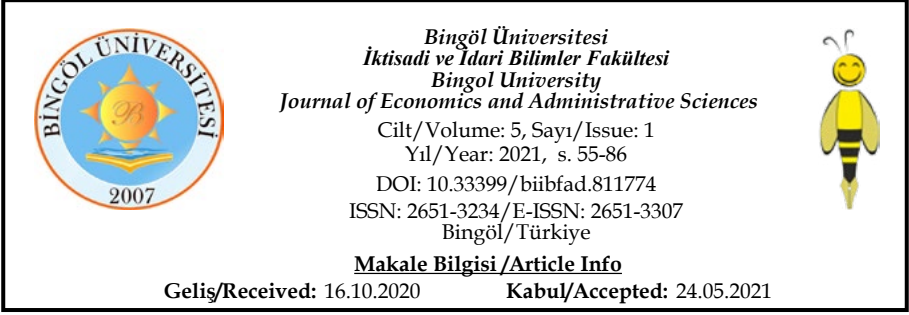 BİNGÖL ÜNİVERSİTESİ
B
2007
Bingöl Üniversitesi
İktisadi ve İdari Bilimler Fakültesi
Bingol University
Journal of Economics and Administrative Sciences
Cilt/Volume: 5, Sayı/Issue: 1
Yıl/Year: 2021, s. 55-86
DOI: 10.33399/biibfad.811774
ISSN: 2651-3234/E-ISSN: 2651-3307
Bingöl/Türkiye
Makale Bilgisi /Article Info
Geliş/Received: 16.10.2020 Kabul/Accepted: 24.05.2021